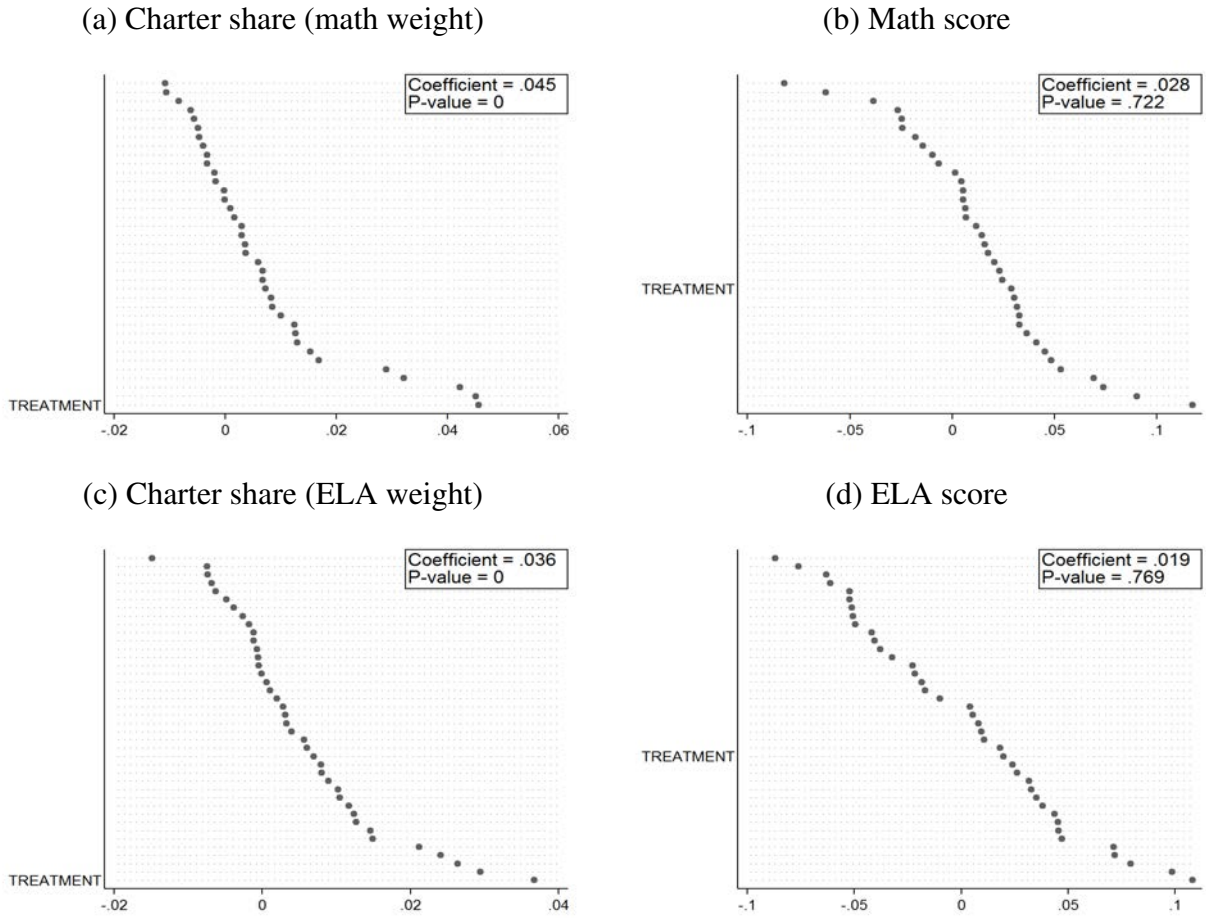 (a) Charter share (math weight)
(b) Math score
Coefficient = .045
P-value = 0
Coefficient = .028
P-value = .722
TREATMENT
TREATMENT
-.02 0 .02 .04 .06
-.1 -.05 0 .05 .1
(c) Charter share (ELA weight)
(d) ELA score
Coefficient = .036
P-value = 0
Coefficient = .019
P-value = .769
TREATMENT
TREATMENT
-.02 0 .02 .04
-.1 -.05 0 .05 .1